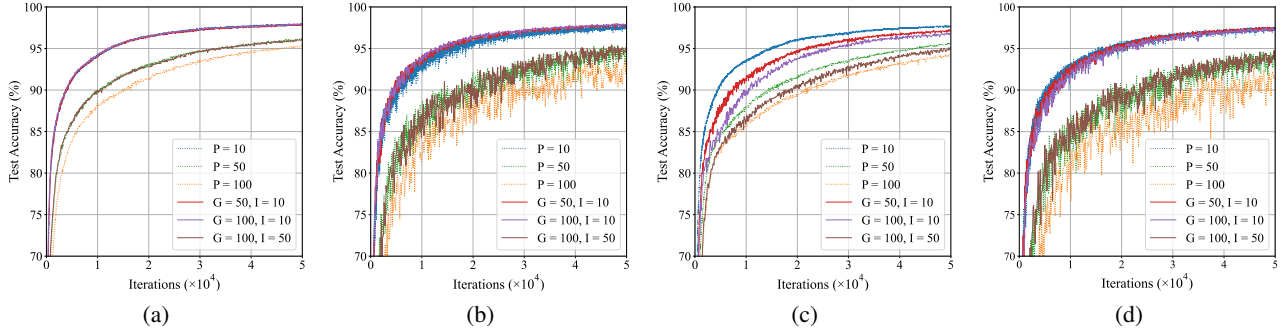 Test Accuracy (%)
100
95
90
85
80
75
70
0
1
2
3
4
5
Iterations (×10⁴)
P = 10
P = 50
P = 100
G = 50, I = 10
G = 100, I = 10
G = 100, I = 50
(a)
Test Accuracy (%)
100
95
90
85
80
75
70
0
1
2
3
4
5
Iterations (×10⁴)
P = 10
P = 50
P = 100
G = 50, I = 10
G = 100, I = 10
G = 100, I = 50
(b)
Test Accuracy (%)
100
95
90
85
80
75
70
0
1
2
3
4
5
Iterations (×10⁴)
P = 10
P = 50
P = 100
G = 50, I = 10
G = 100, I = 10
G = 100, I = 50
(c)
Test Accuracy (%)
100
95
90
85
80
75
70
0
1
2
3
4
5
Iterations (×10⁴)
P = 10
P = 50
P = 100
G = 50, I = 10
G = 100, I = 10
G = 100, I = 50
(d)